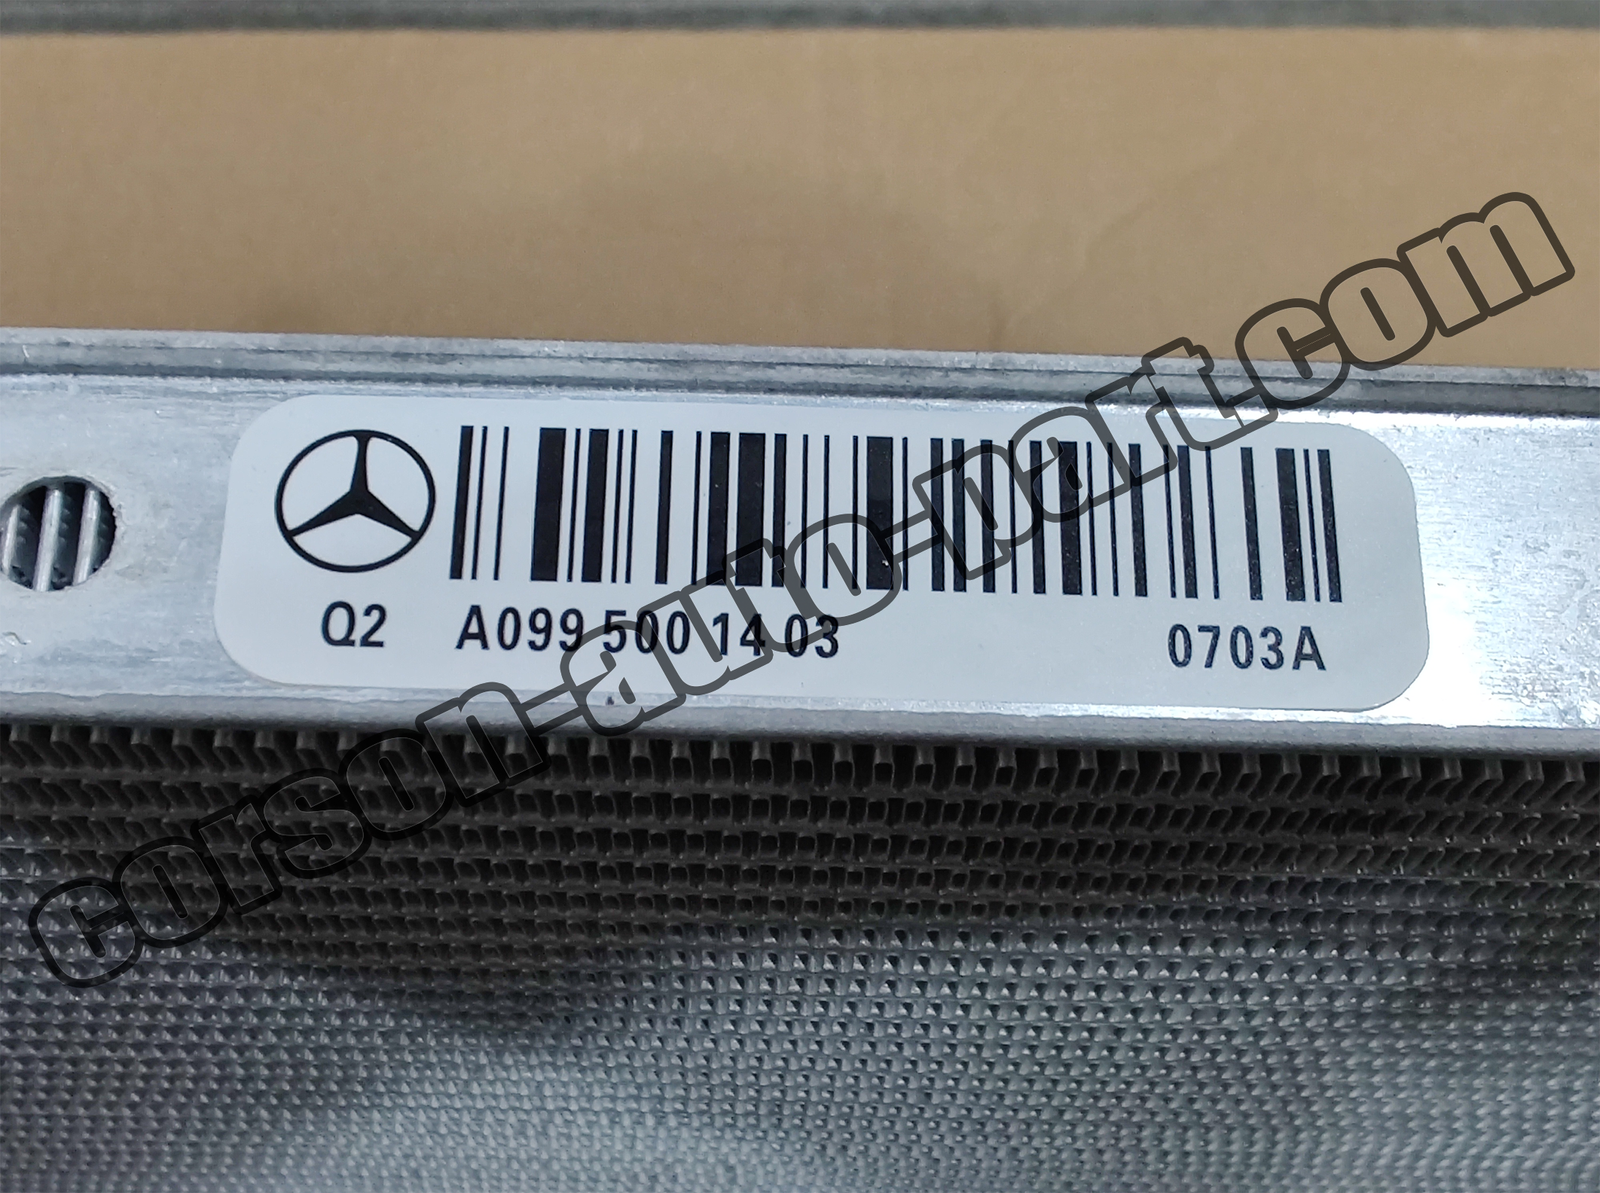 Q2 A099 500 14 03 0703A
corson-auto-part.com